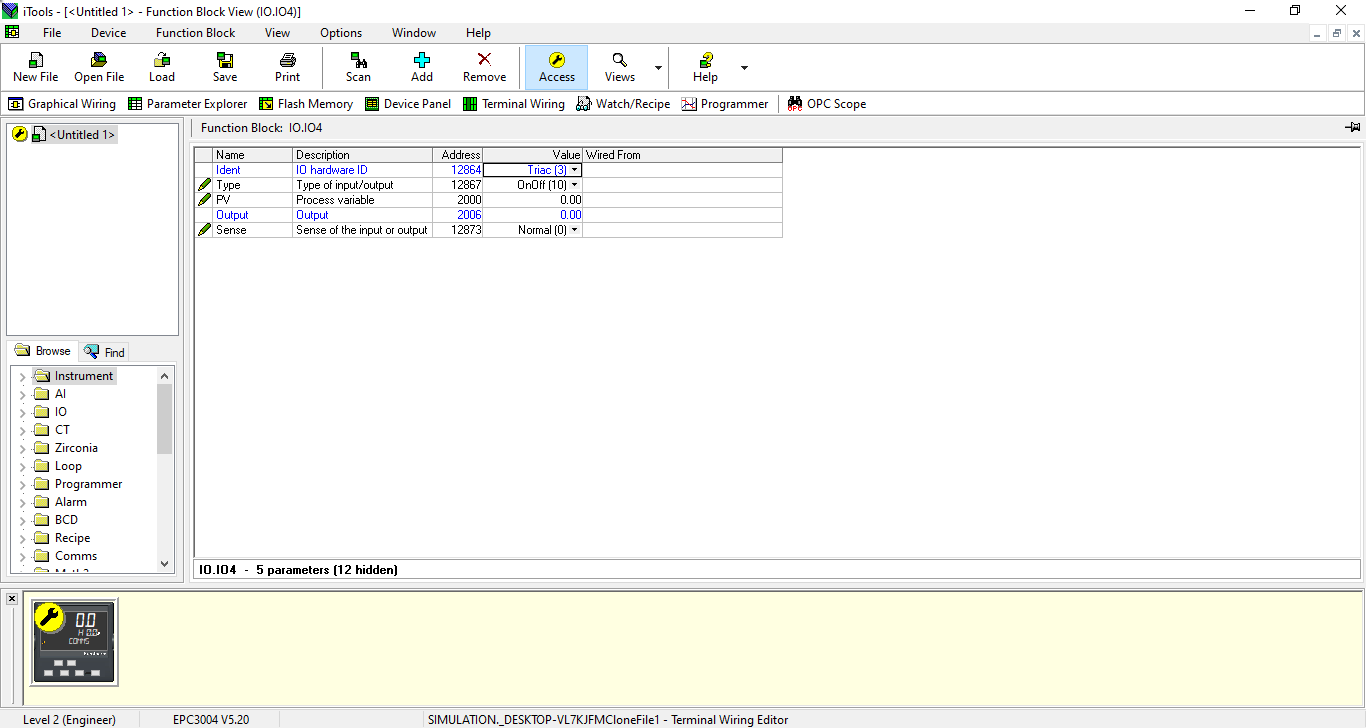 iTools - [<Untitled 1> - Function Block View (IO.IO4)]
File Device Function Block View Options Window Help
New File Open File Load Save Print Scan Add Remove Access Views Help
Graphical Wiring Parameter Explorer Flash Memory Device Panel Terminal Wiring Watch/Recipe Programmer OPC OPC Scope
<Untitled 1>
Function Block: IO.IO4
Name Description Address Value Wired From
Ident IO hardware ID 12864 Triac (3)
Type Type of input/output 12867 OnOff (10)
PV Process variable 2000 0.00
Output Output 2006 0.00
Sense Sense of the input or output 12873 Normal (0)
Browse Find
Instrument
AI
IO
CT
Zirconia
Loop
Programmer
Alarm
BCD
Recipe
Comms
IO.IO4 - 5 parameters (12 hidden)
0.0
H 0.0
COMMS
Level 2 (Engineer) EPC3004 V5.20 SIMULATION._DESKTOP-VL7KJFMCloneFile1 - Terminal Wiring Editor